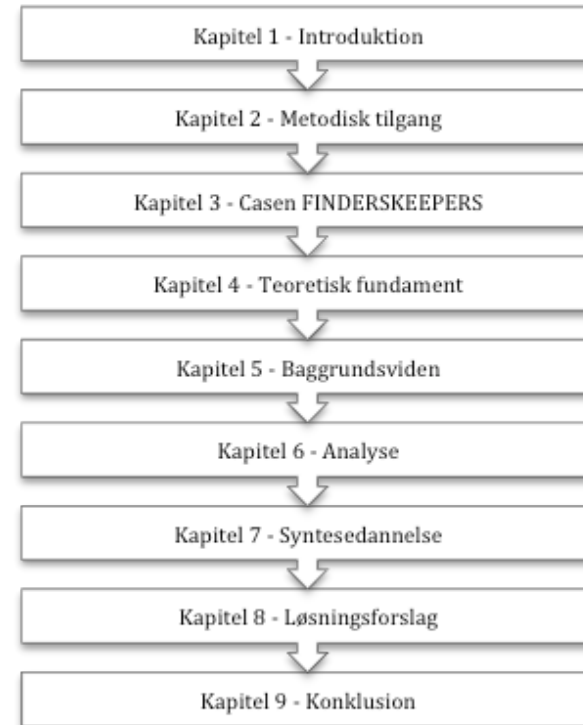 Kapitel 1 - Introduktion
Kapitel 2 - Metodisk tilgang
Kapitel 3 - Casen FINDERSKEEPERS
Kapitel 4 - Teoretisk fundament
Kapitel 5 - Baggrundsviden
Kapitel 6 - Analyse
Kapitel 7 - Syntesedannelse
Kapitel 8 - Løsningsforslag
Kapitel 9 - Konklusion